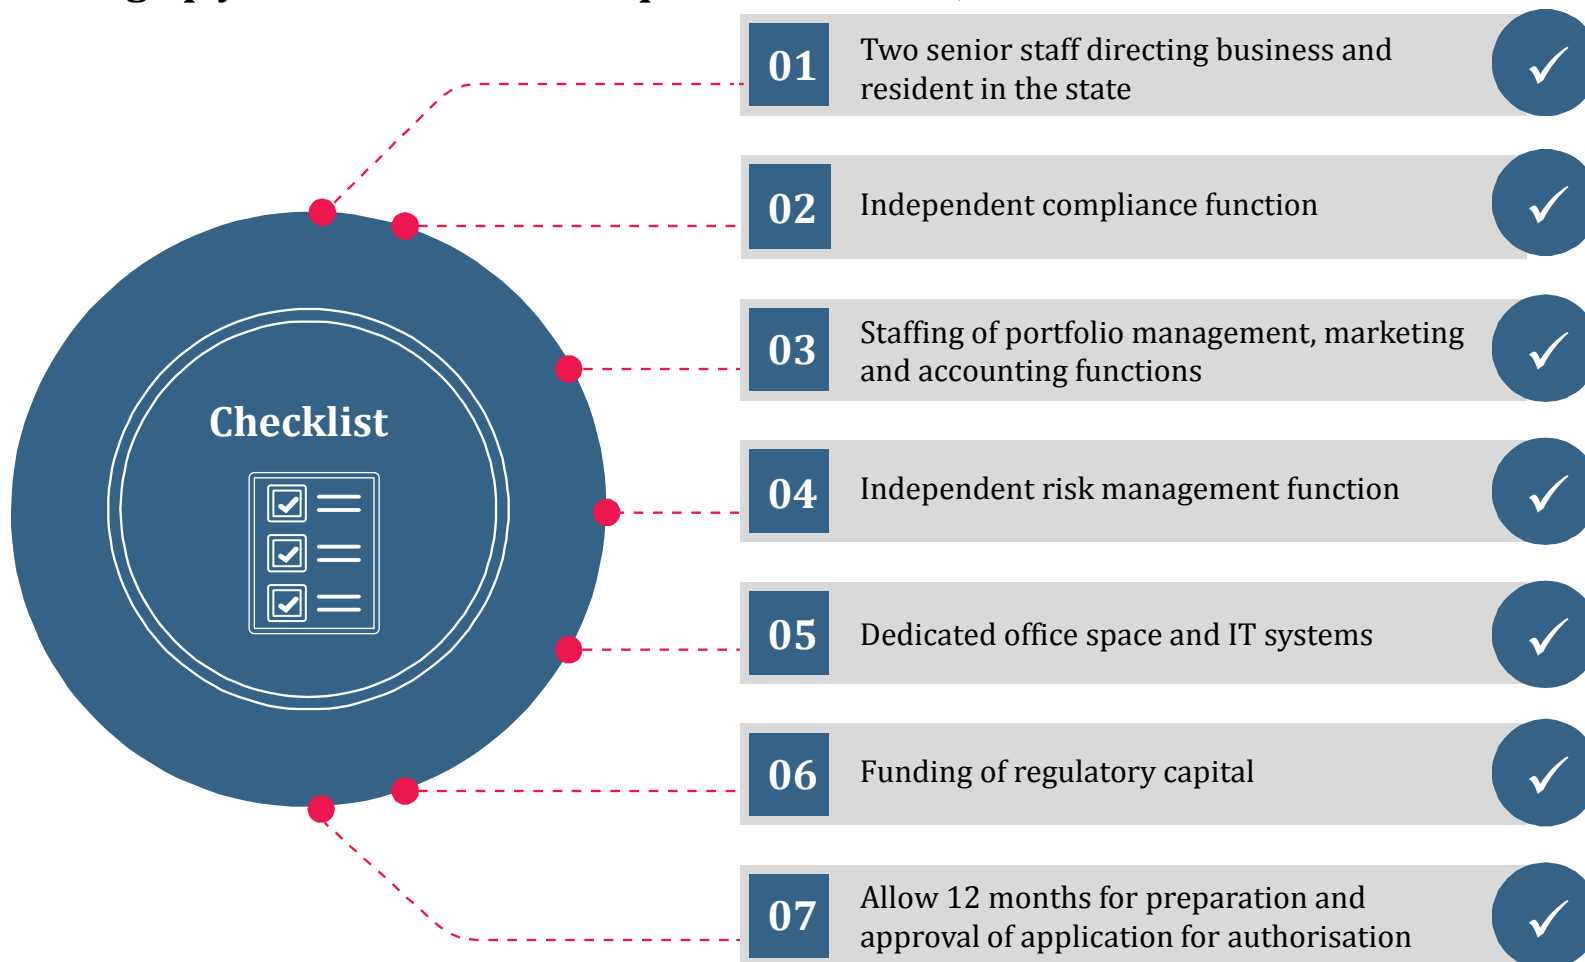 Checklist
01
Two senior staff directing business and
resident in the state
02
Independent compliance function
03
Staffing of portfolio management, marketing
and accounting functions
04
Independent risk management function
05
Dedicated office space and IT systems
06
Funding of regulatory capital
07
Allow 12 months for preparation and
approval of application for authorisation